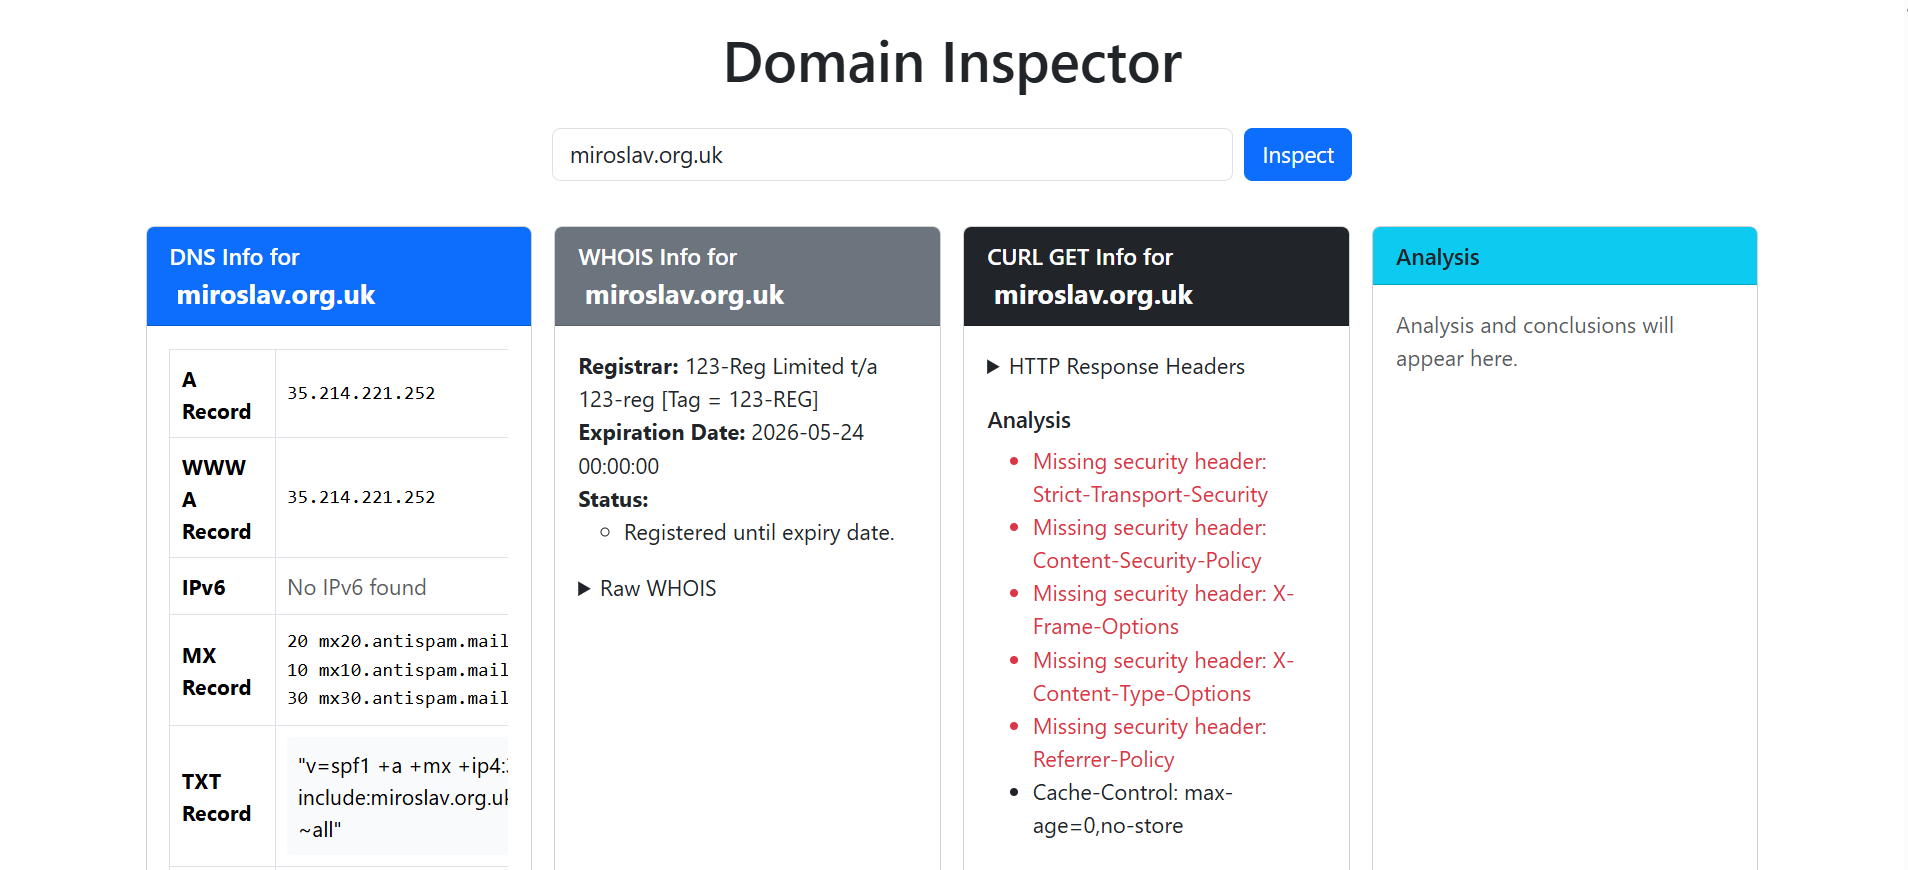 Domain Inspector
miroslav.org.uk
Inspect
DNS Info for
miroslav.org.uk
A
Record
35.214.221.252
WWW
A
Record
35.214.221.252
IPv6
No IPv6 found
MX
Record
20 mx20.antispam.mail
10 mx10.antispam.mail
30 mx30.antispam.mail
TXT
Record
"v=spf1 +a +mx +ip4:
include:miroslav.org.uk
~all"
WHOIS Info for
miroslav.org.uk
Registrar: 123-Reg Limited t/a
123-reg [Tag = 123-REG]
Expiration Date: 2026-05-24
00:00:00
Status:
Registered until expiry date.
Raw WHOIS
CURL GET Info for
miroslav.org.uk
HTTP Response Headers
Analysis
Missing security header:
Strict-Transport-Security
Missing security header:
Content-Security-Policy
Missing security header: X-
Frame-Options
Missing security header: X-
Content-Type-Options
Missing security header:
Referrer-Policy
Cache-Control: max-
age=0,no-store
Analysis
Analysis and conclusions will
appear here.